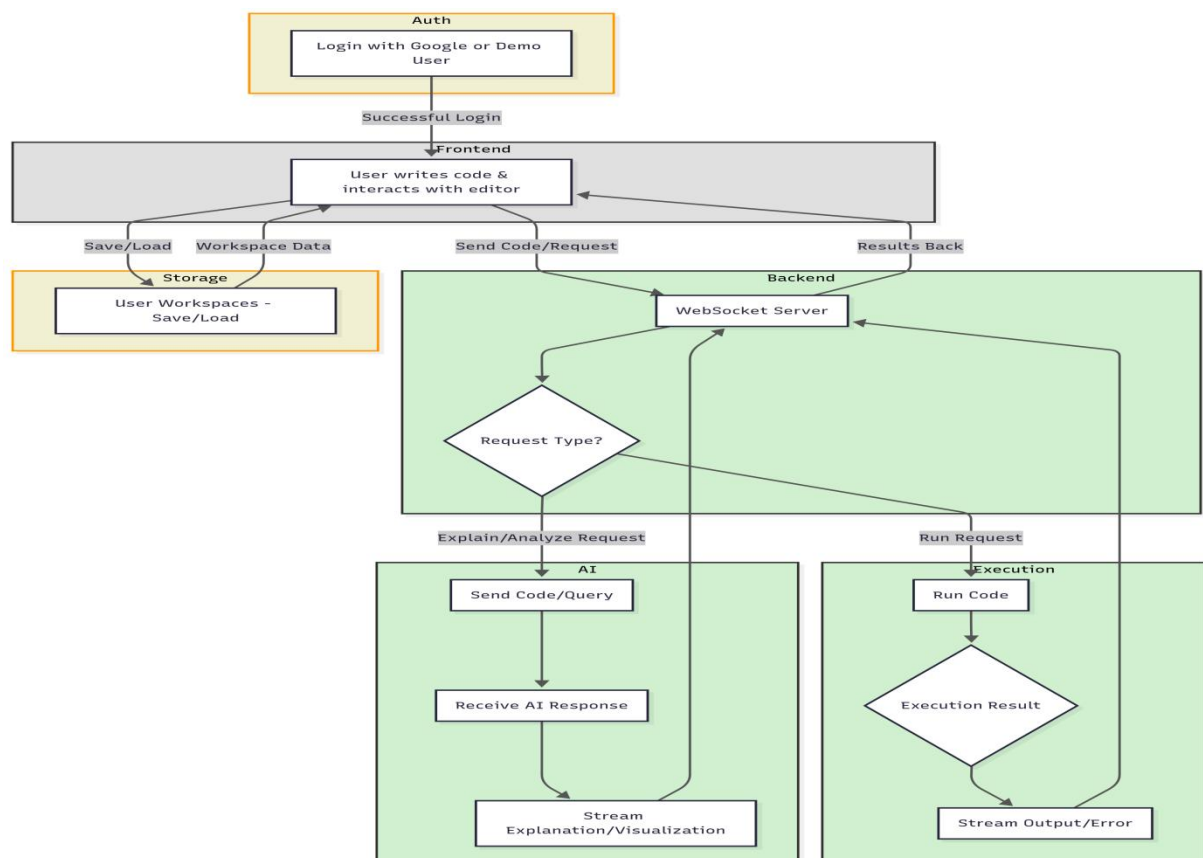 Auth
Login with Google or Demo
User
Successful Login
Frontend
User writes code &
interacts with editor
Save/Load
Workspace Data
Send Code/Request
Results Back
Storage
User Workspaces -
Save/Load
Backend
WebSocket Server
Request Type?
Explain/Analyze Request
Run Request
AI
Send Code/Query
Receive AI Response
Stream
Explanation/Visualization
Execution
Run Code
Execution Result
Stream Output/Error